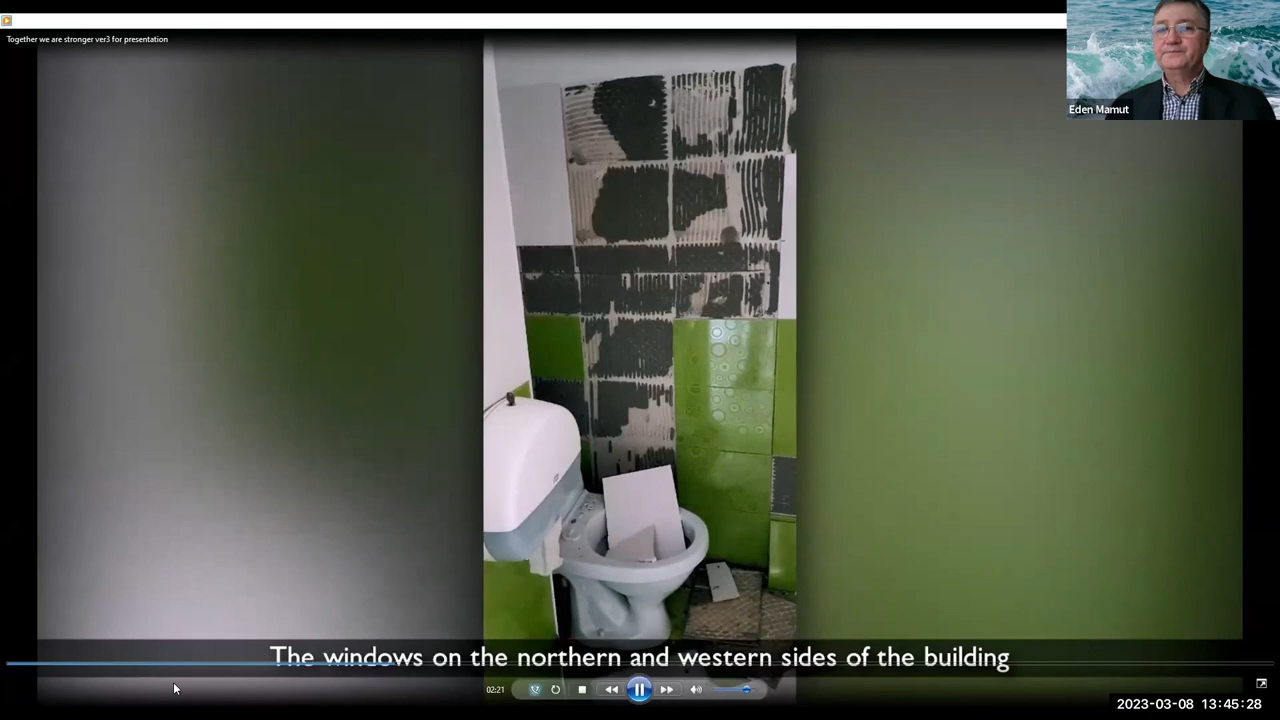 Together we are stronger ver3 for presentation
Eden Mamut
The windows on the northern and western sides of the building
02:21
2023-03-08 13:45:28